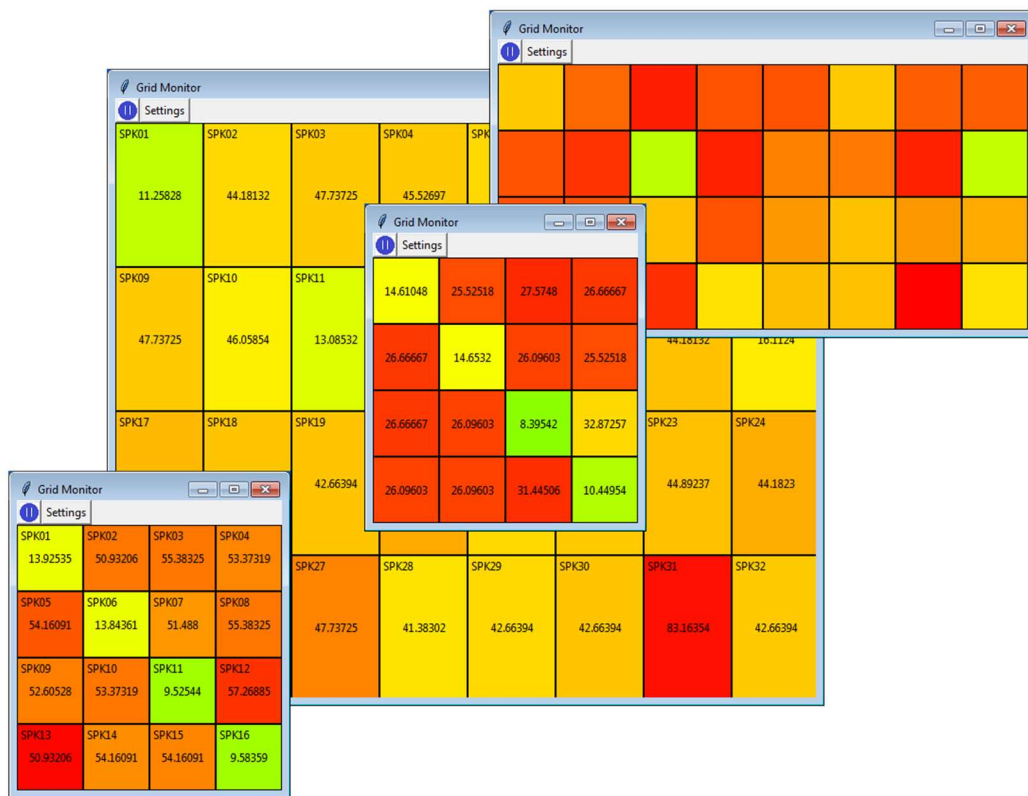 Grid Monitor
Settings
Grid Monitor
Settings
SPK01 SPK02 SPK03 SPK04 SPK
11.25828 44.18132 47.73725 45.52697
SPK09 SPK10 SPK11
47.73725 46.05854 13.08532 44.18132 16.1124
SPK17 SPK18 SPK19 SPK23 SPK24
42.66394 44.89237 44.1823
SPK27 SPK28 SPK29 SPK30 SPK31 SPK32
47.73725 41.38302 42.66394 42.66394 83.16354 42.66394
Grid Monitor
Settings
14.61048 25.52518 27.5748 26.66667
26.66667 14.6532 26.09603 25.52518
26.66667 26.09603 8.39542 32.87257
26.09603 26.09603 31.44506 10.44954
Grid Monitor
Settings
SPK01 SPK02 SPK03 SPK04
13.92535 50.93206 55.38325 53.37319
SPK05 SPK06 SPK07 SPK08
54.16091 13.84361 51.488 55.38325
SPK09 SPK10 SPK11 SPK12
52.60528 53.37319 9.52544 57.26885
SPK13 SPK14 SPK15 SPK16
50.93206 54.16091 54.16091 9.58359